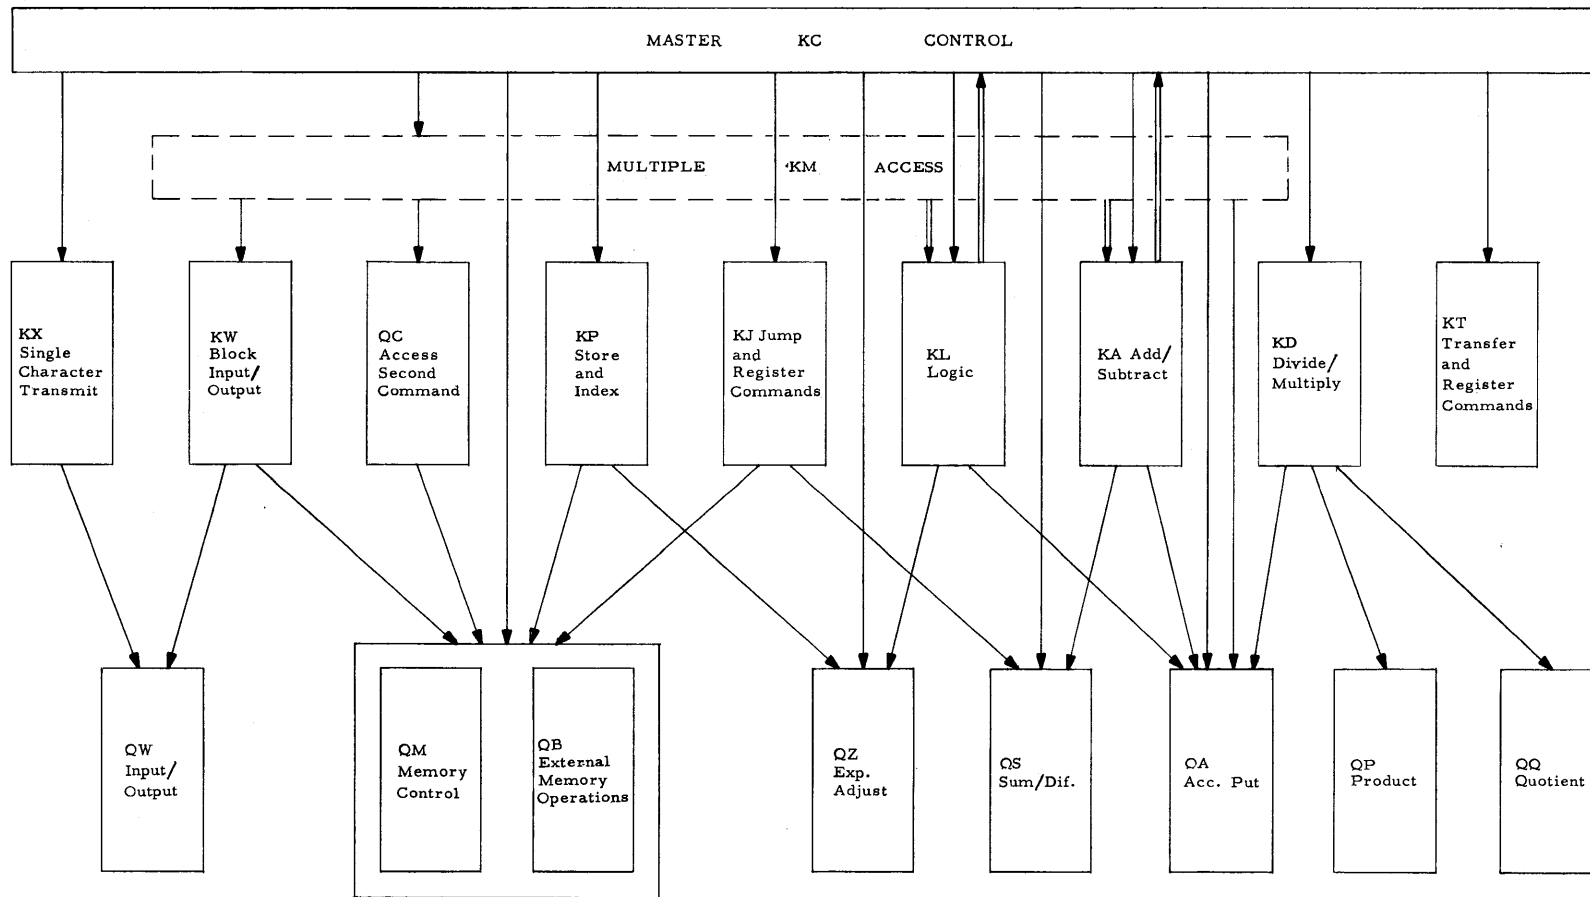 MASTER KC CONTROL
MULTIPLE KM ACCESS
KX
Single
Character
Transmit
KW
Block
Input/
Output
QC
Access
Second
Command
KP
Store
and
Index
KJ Jump
and
Register
Commands
KL
Logic
KA Add/
Subtract
KD
Divide/
Multiply
KT
Transfer
and
Register
Commands
QW
Input/
Output
QM
Memory
Control
QB
External
Memory
Operations
QZ
Exp.
Adjust
QS
Sum/Dif.
QA
Acc. Put
QP
Product
QQ
Quotient